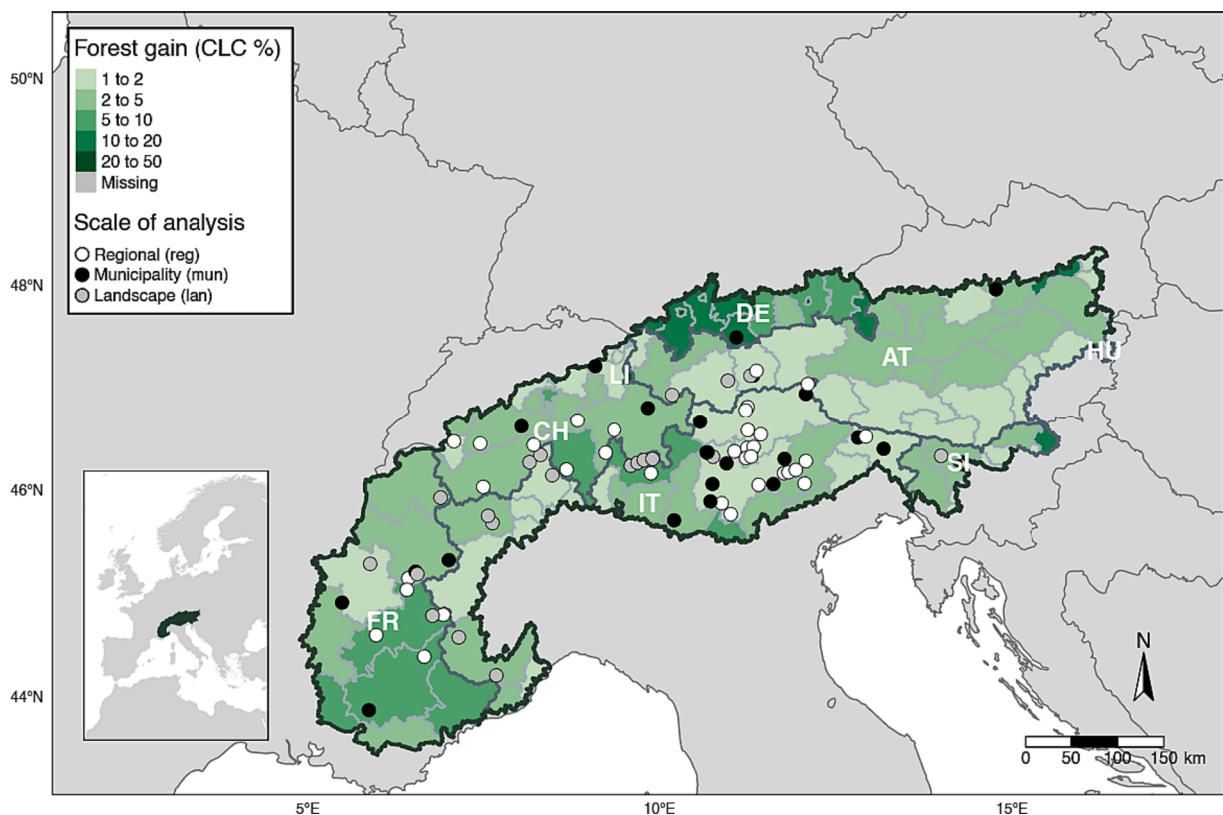 Forest gain (CLC %)
1 to 2
2 to 5
5 to 10
10 to 20
20 to 50
Missing
Scale of analysis
Regional (reg)
Municipality (mun)
Landscape (lan)
50°N
48°N
46°N
44°N
DE
AT
HU
LI
CH
SI
IT
FR
N
0 50 100 150 km
5°E 10°E 15°E